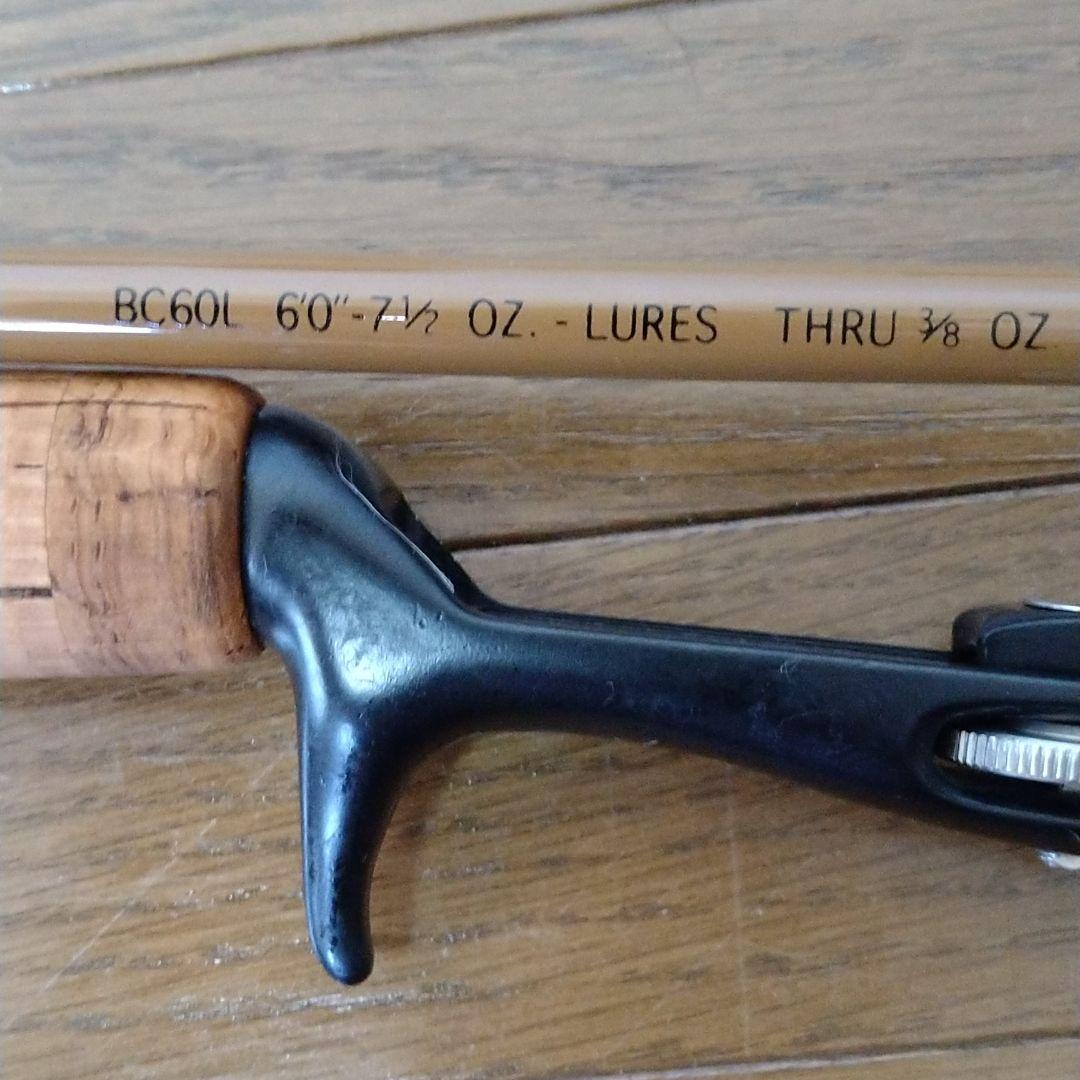 BC60L 6'0"-7½ OZ. - LURES THRU ⅜ OZ